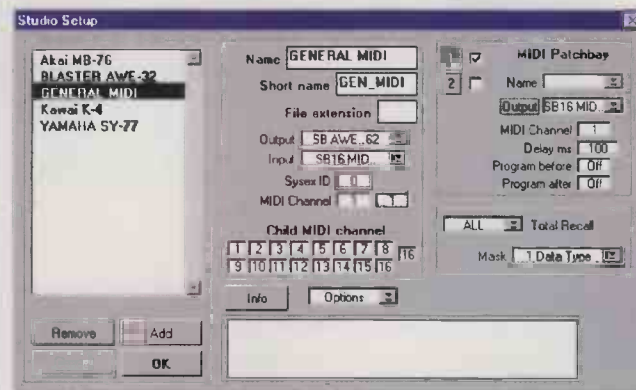 Studio Setup
Akai MB-76
BLASTER AWE-32
GENERAL MIDI
Kawai K-4
YAMAHA SY-77
Remove
Add
OK
Name GENERAL MIDI
Short name GEN_MIDI
File extension
Output SB AWE..62
Input SB16 MID..
Sysex ID 0
MIDI Channel 1
Child MIDI channel
1 2 3 4 5 6 7 8
16
9 10 11 12 13 14 15 16
Info
Options
MIDI Patchbay
2
Name
Output SB16 MID..
MIDI Channel 1
Delay ms 100
Program before Off
Program after Off
ALL Total Recall
Mask 1 Data Type